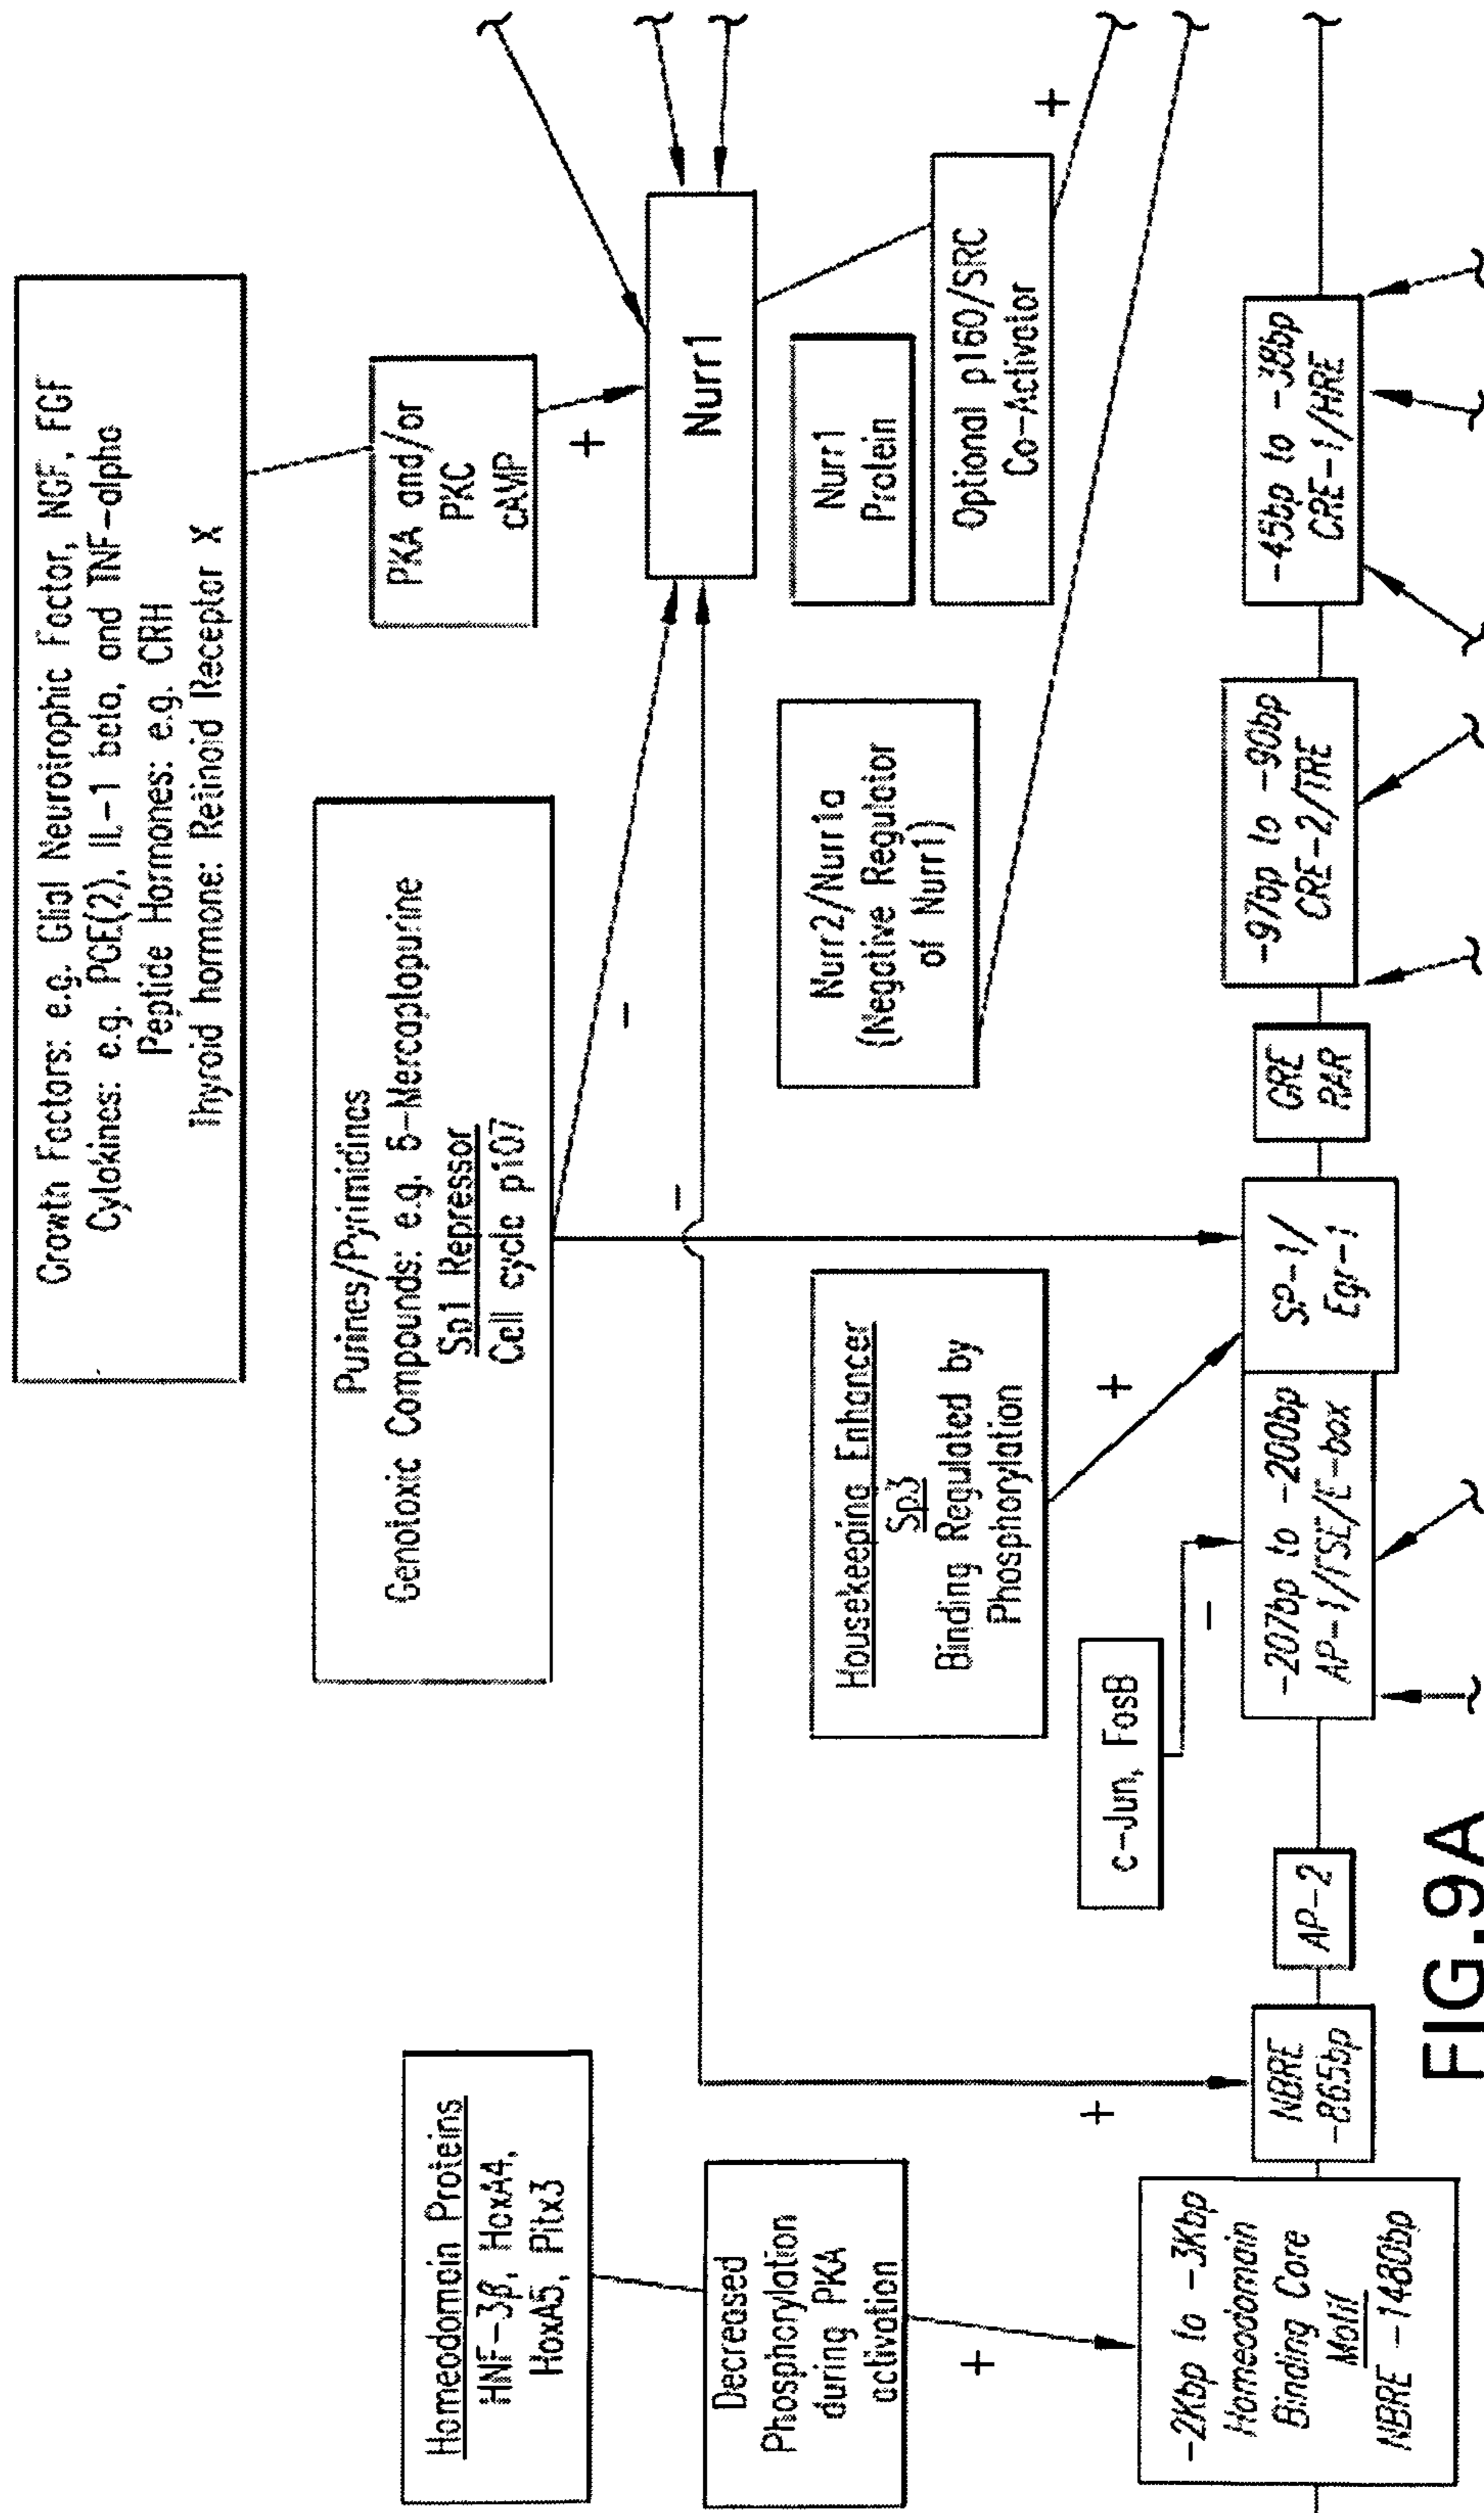 Growth Factors: e.g. Glial Neurotrophic Factor, NGF, FGF
Cytokines: e.g. PGE(2), IL-1 beta, and TNF-alpha
Peptide Hormones: e.g. CRH
Thyroid hormone: Retinoid Receptor X
PKA and/or
PKC
cAMP
+
Purines/Pyrimidines
Genotoxic Compounds: e.g. 6-Mercaptopurine
Sp1 Repressor
Cell cycle p107
-
-
Nurr1
Nurr1
Protein
Optional p160/SRC
Co-Activator
+
Nurr2/Nurr1a
(Negative Regulator
of Nurr1)
Homeodomain Proteins
HNF-3β, HoxA4,
HoxA5, Pitx3
Decreased
Phosphorylation
during PKA
activation
+
+
Housekeeping Enhancer
Sp3
Binding Regulated by
Phosphorylation
+
c-Jun, FosB
-
-2Kbp to -3Kbp
Homeodomain
Binding Core
Motif
NBRE -1480bp
NBRE
-865bp
AP-2
-207bp to -200bp
AP-1/FSE/E-box
SP-1/
Egr-1
GRE
RAR
-97bp to -90bp
CRE-2/TRE
-45bp to -38bp
CRE-1/HRE
FIG.9A